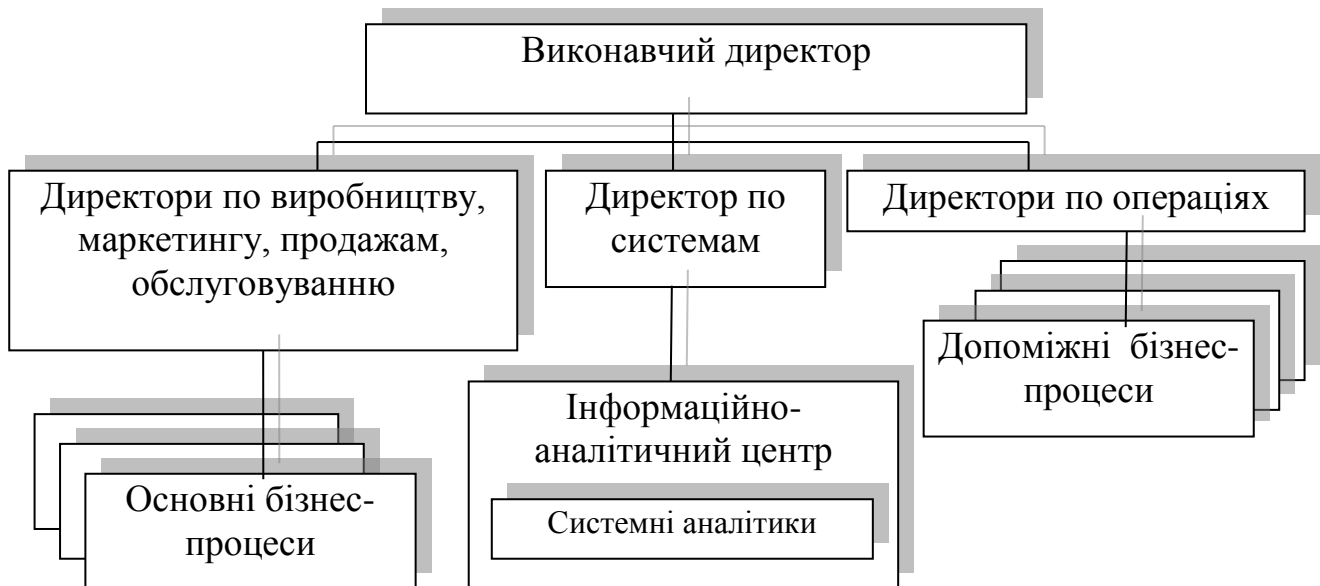 Виконавчий директор
Директори по виробництву,
маркетингу, продажам,
обслуговуванню
Директор по
системам
Директори по операціях
Допоміжні бізнес-
процеси
Інформаційно-
аналітичний центр
Системні аналітики
Основні бізнес-
процеси